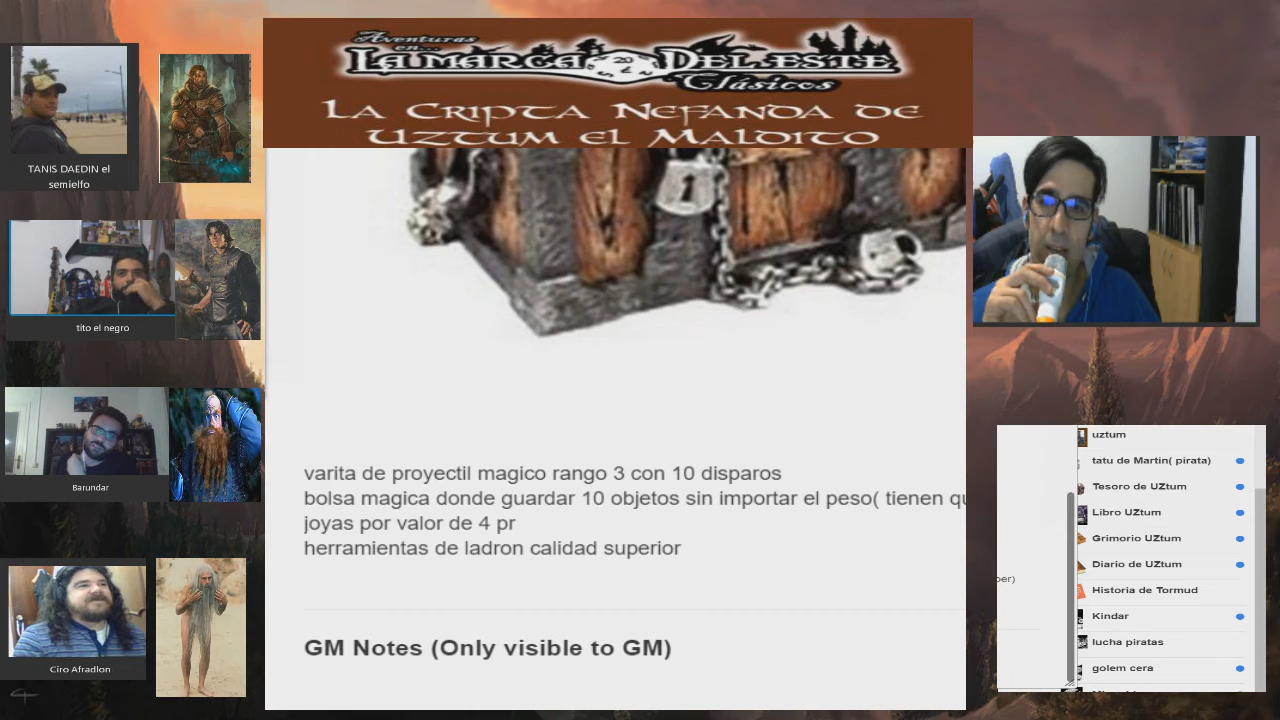 Aventuras
en...
LA MARCA DEL ESTE
20
Clásicos
LA CRIPTA NEFANDA DE
UZTUM EL MALDITO
TANIS DAEDIN el
semielfo
tito el negro
Barundar
Ciro Afradlon
varita de proyectil magico rango 3 con 10 disparos
bolsa magica donde guardar 10 objetos sin importar el peso( tienen qu
joyas por valor de 4 pr
herramientas de ladron calidad superior
GM Notes (Only visible to GM)
uztum
tatu de Martin( pirata)
Tesoro de UZtum
Libro UZtum
Grimorio UZtum
Diario de UZtum
Historia de Tormud
Kindar
lucha piratas
golem cera